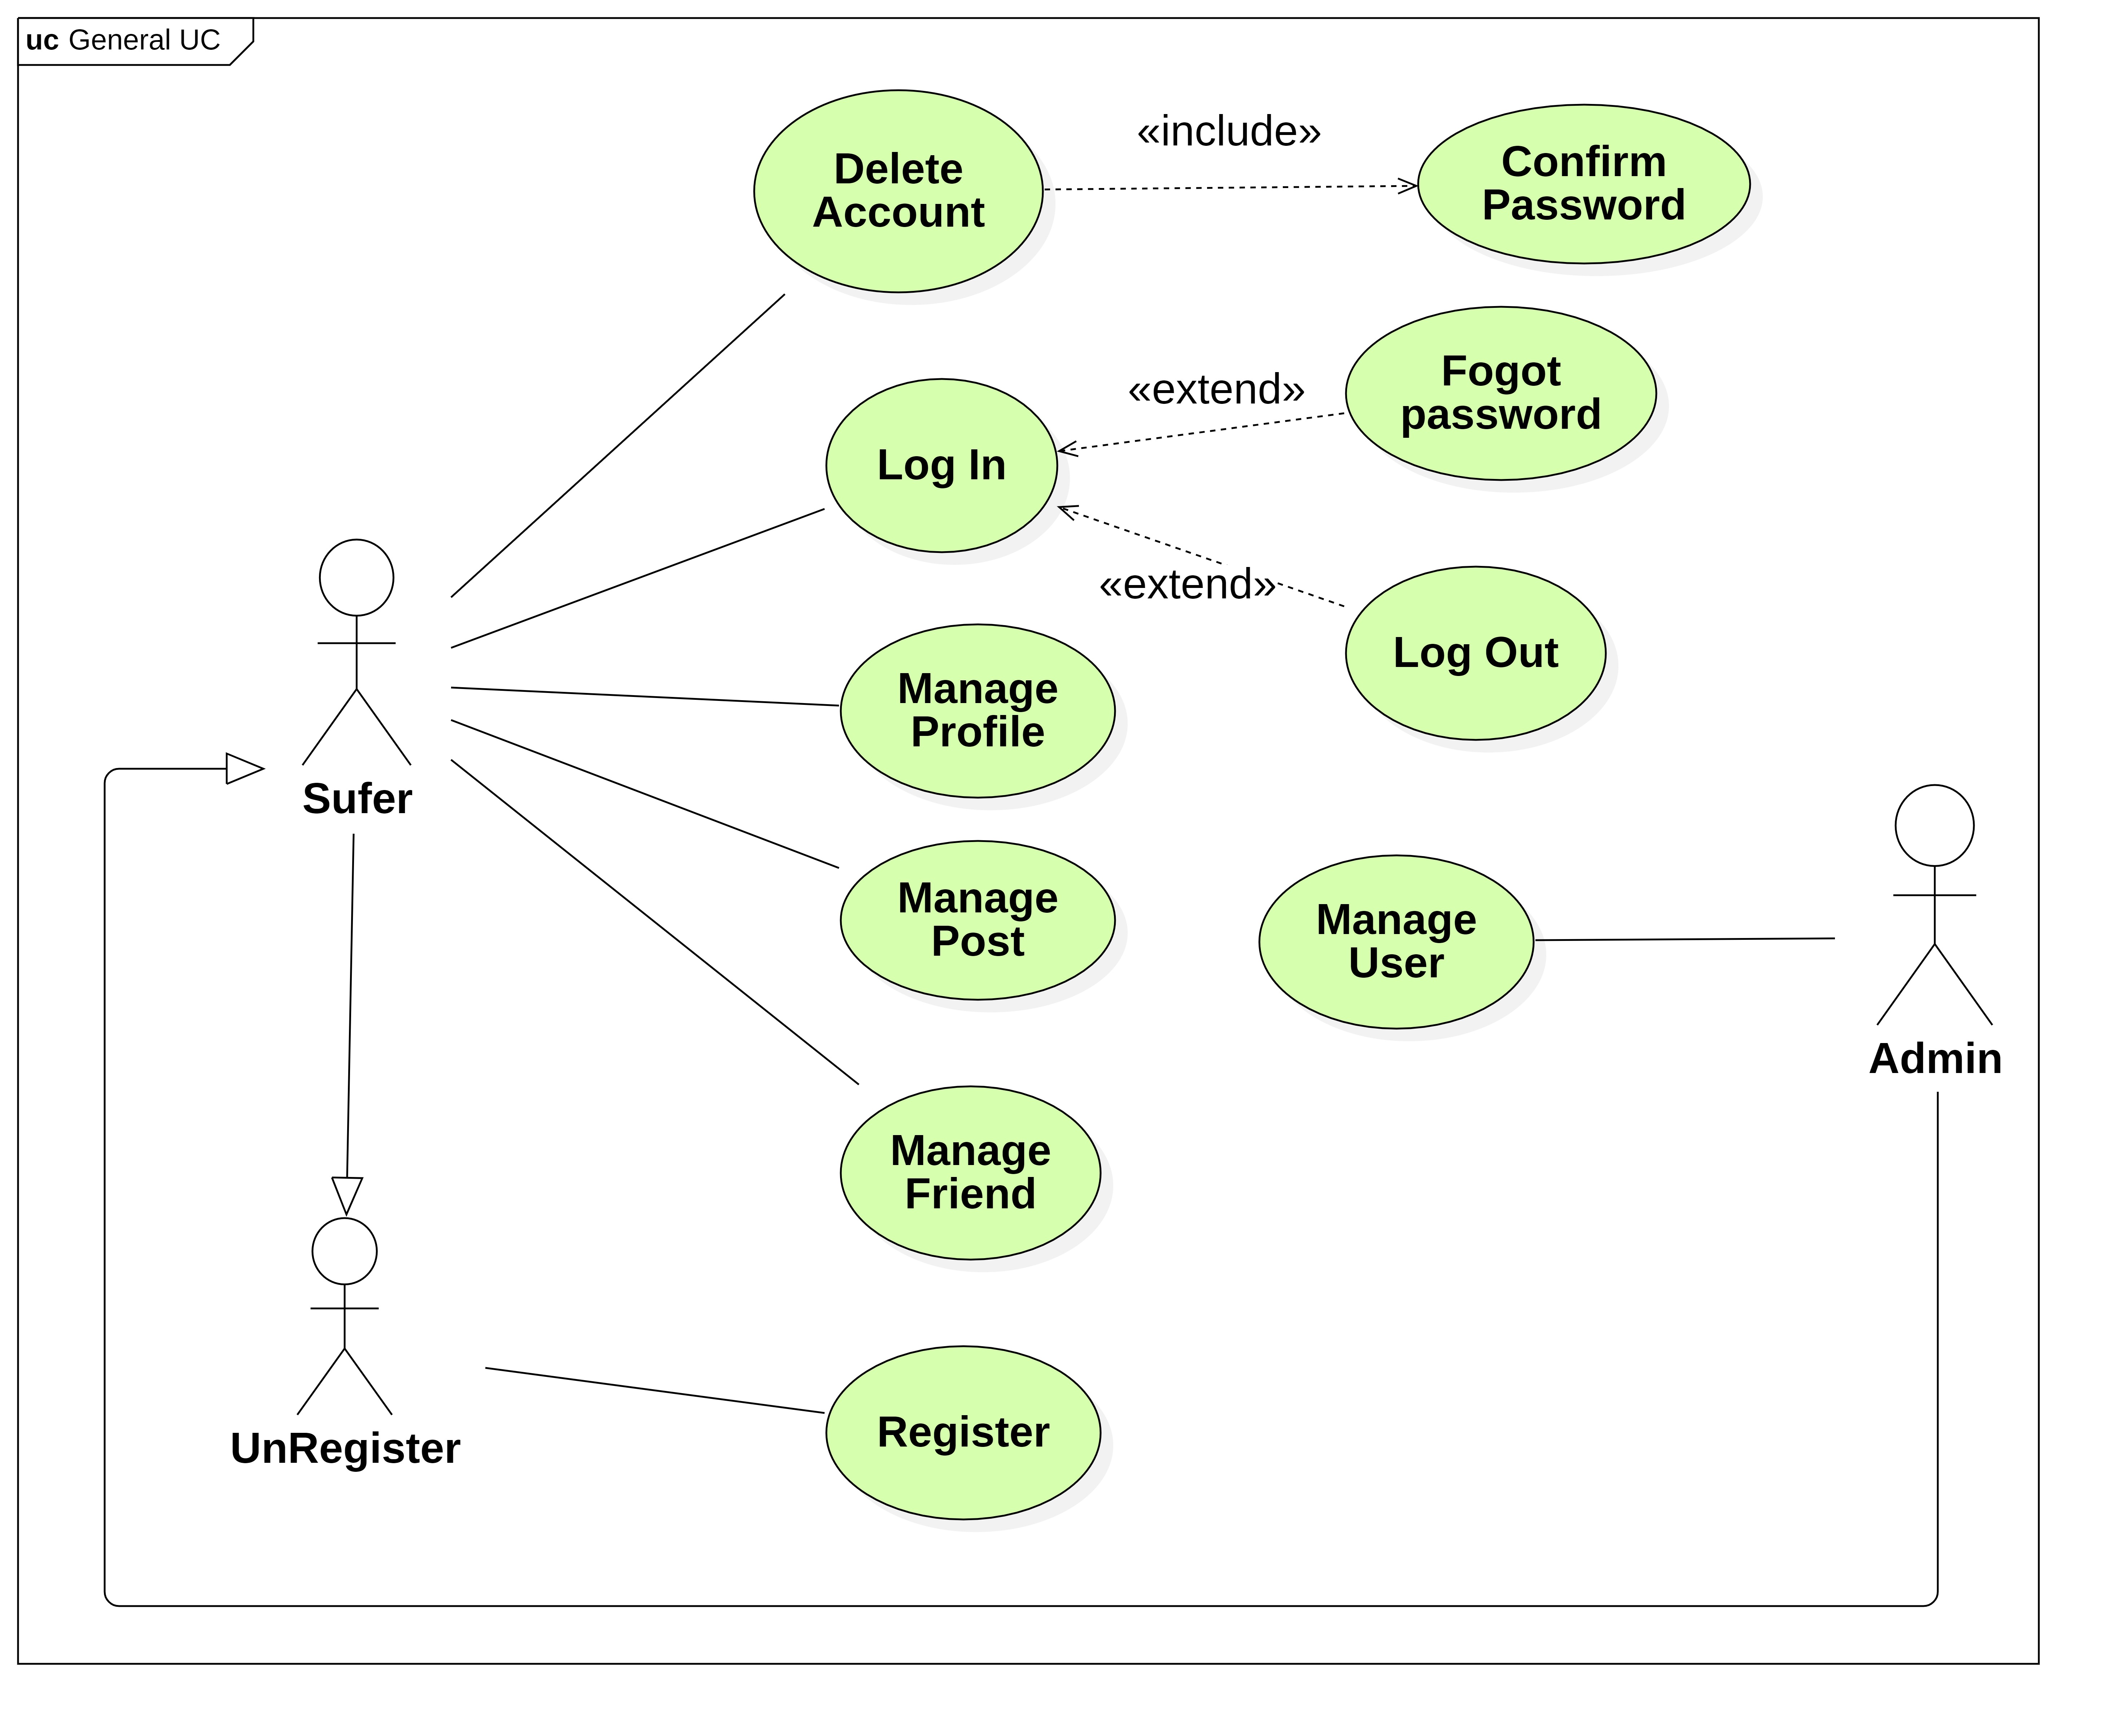 uc General UC
Delete
Account
«include»
Confirm
Password
Fogot
password
«extend»
Log In
«extend»
Log Out
Manage
Profile
Sufer
Manage
Post
Manage
User
Admin
Manage
Friend
Register
UnRegister